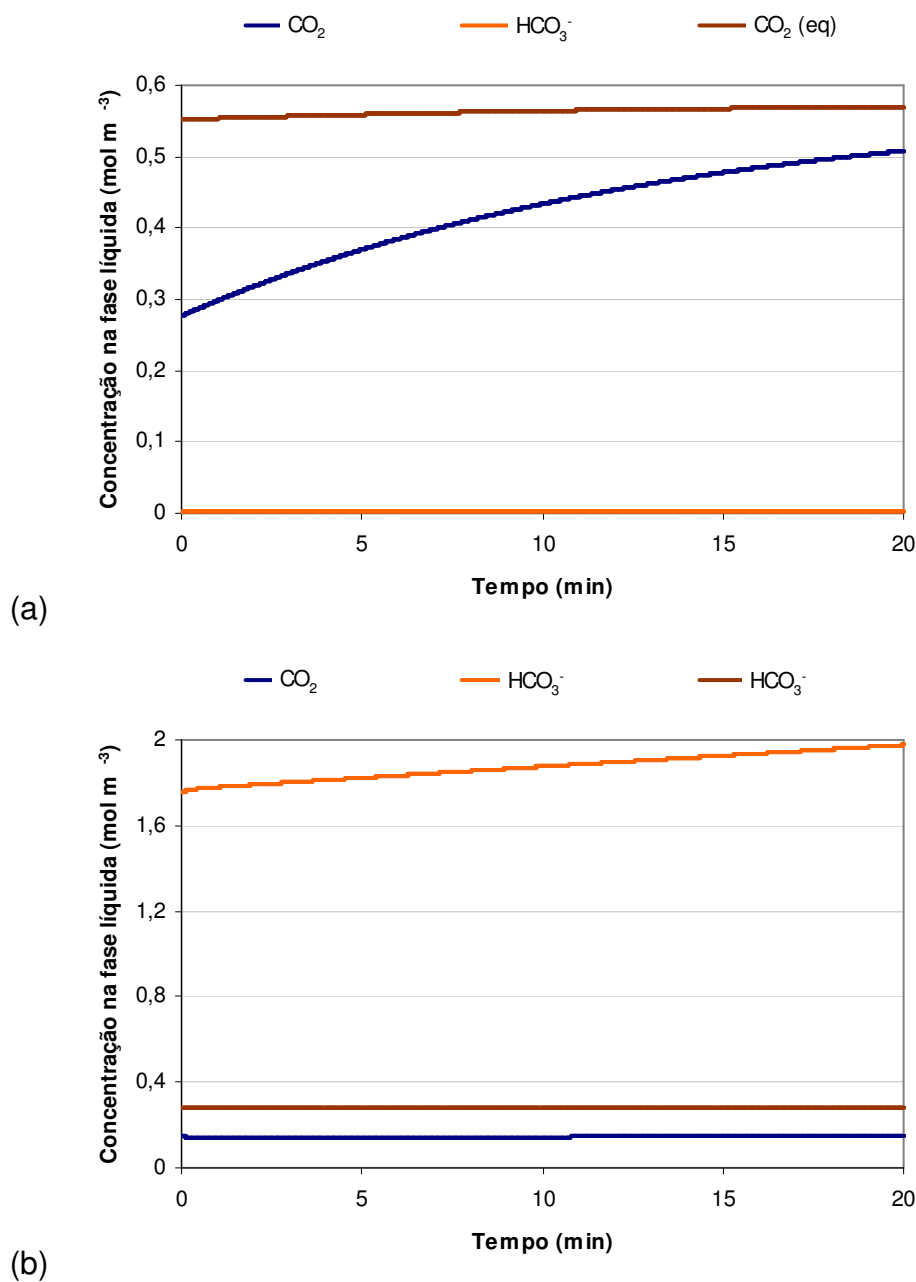 CO₂ HCO₃⁻ CO₂ (eq)
0,6
0,5
0,4
0,3
0,2
0,1
0
Concentração na fase líquida (mol m ⁻³)
0 5 10 15 20
Tempo (min)
(a)
CO₂ HCO₃⁻ HCO₃⁻
2
1,6
1,2
0,8
0,4
0
Concentração na fase líquida (mol m ⁻³)
0 5 10 15 20
Tempo (min)
(b)